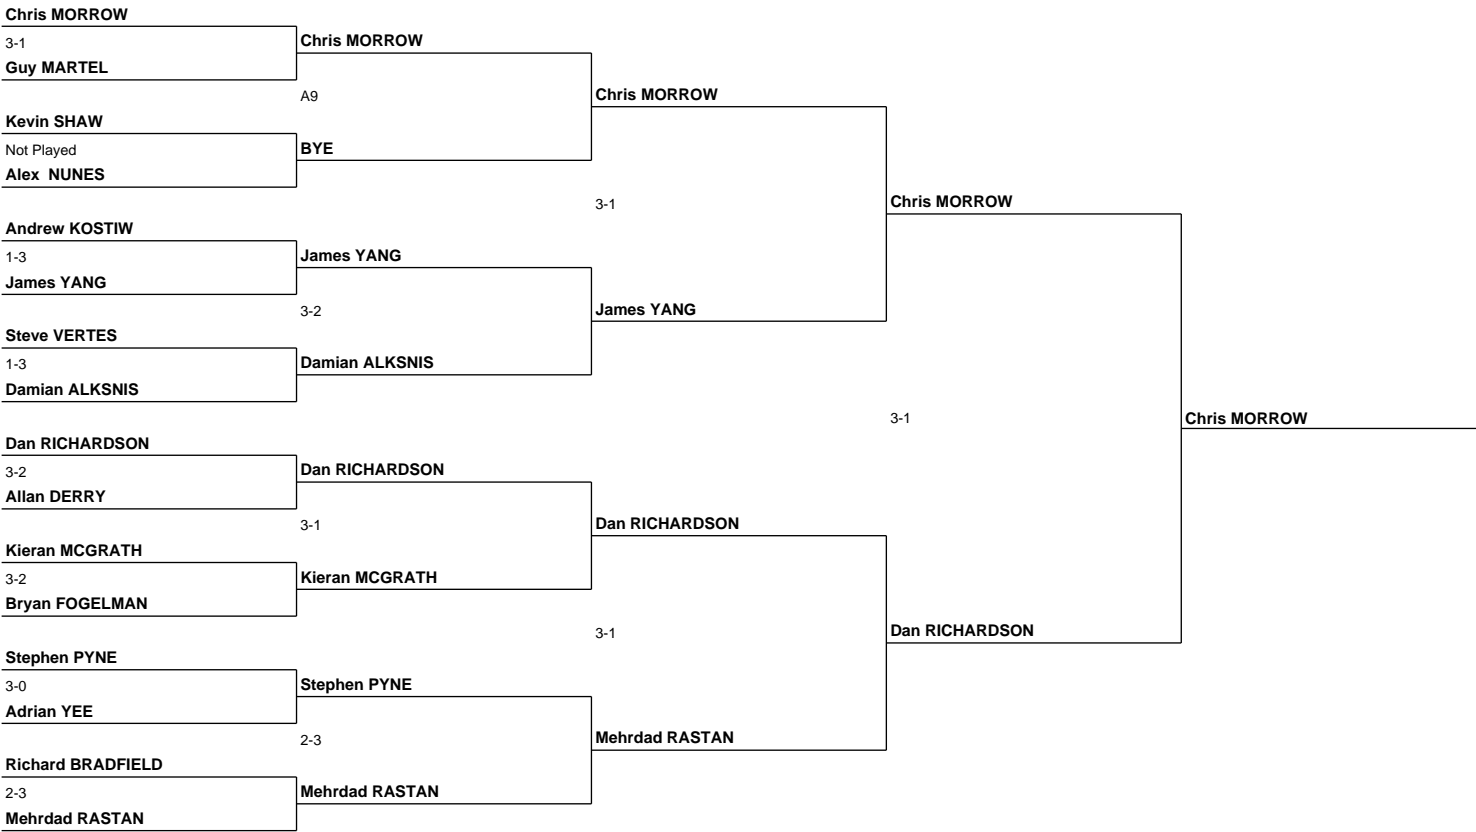 Chris MORROW
3-1
Guy MARTEL
Kevin SHAW
Not Played
Alex  NUNES
Andrew KOSTIW
1-3
James YANG
Steve VERTES
1-3
Damian ALKSNIS
Dan RICHARDSON
3-2
Allan DERRY
Kieran MCGRATH
3-2
Bryan FOGELMAN
Stephen PYNE
3-0
Adrian YEE
Richard BRADFIELD
2-3
Mehrdad RASTAN
Chris MORROW
A9
BYE
James YANG
3-2
Damian ALKSNIS
Dan RICHARDSON
3-1
Kieran MCGRATH
Stephen PYNE
2-3
Mehrdad RASTAN
Chris MORROW
3-1
James YANG
Dan RICHARDSON
3-1
Mehrdad RASTAN
Chris MORROW
3-1
Dan RICHARDSON
Chris MORROW